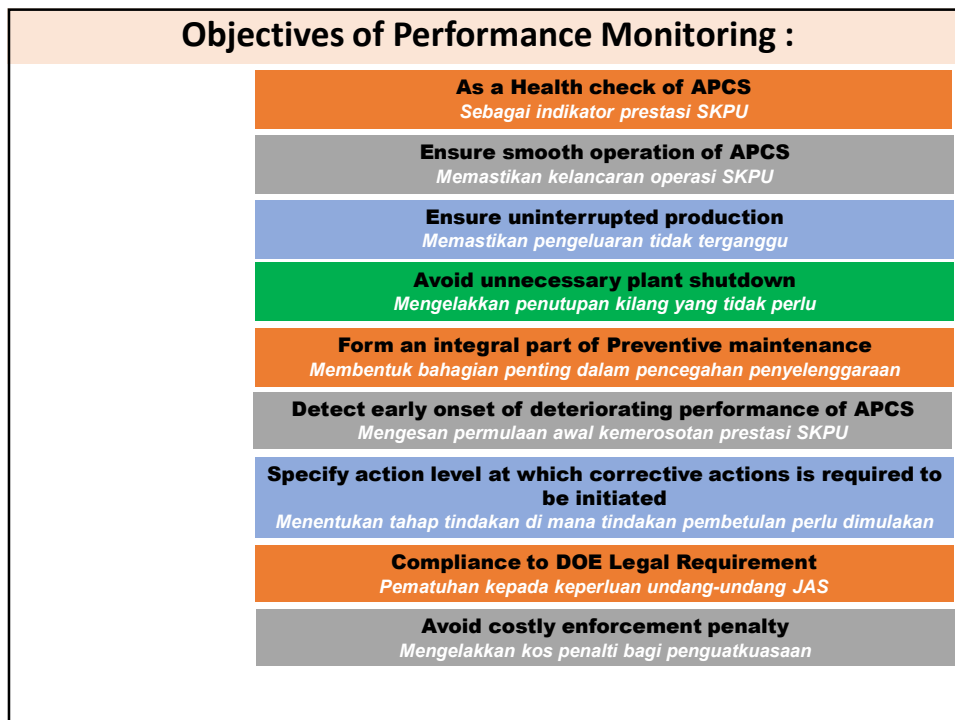 Objectives of Performance Monitoring :
As a Health check of APCS
Sebagai indikator prestasi SKPU
Ensure smooth operation of APCS
Memastikan kelancaran operasi SKPU
Ensure uninterrupted production
Memastikan pengeluaran tidak terganggu
Avoid unnecessary plant shutdown
Mengelakkan penutupan kilang yang tidak perlu
Form an integral part of Preventive maintenance
Membentuk bahagian penting dalam pencegahan penyelenggaraan
Detect early onset of deteriorating performance of APCS
Mengesan permulaan awal kemerosotan prestasi SKPU
Specify action level at which corrective actions is required to
be initiated
Menentukan tahap tindakan di mana tindakan pembetulan perlu dimulakan
Compliance to DOE Legal Requirement
Pematuhan kepada keperluan undang-undang JAS
Avoid costly enforcement penalty
Mengelakkan kos penalti bagi penguatkuasaan